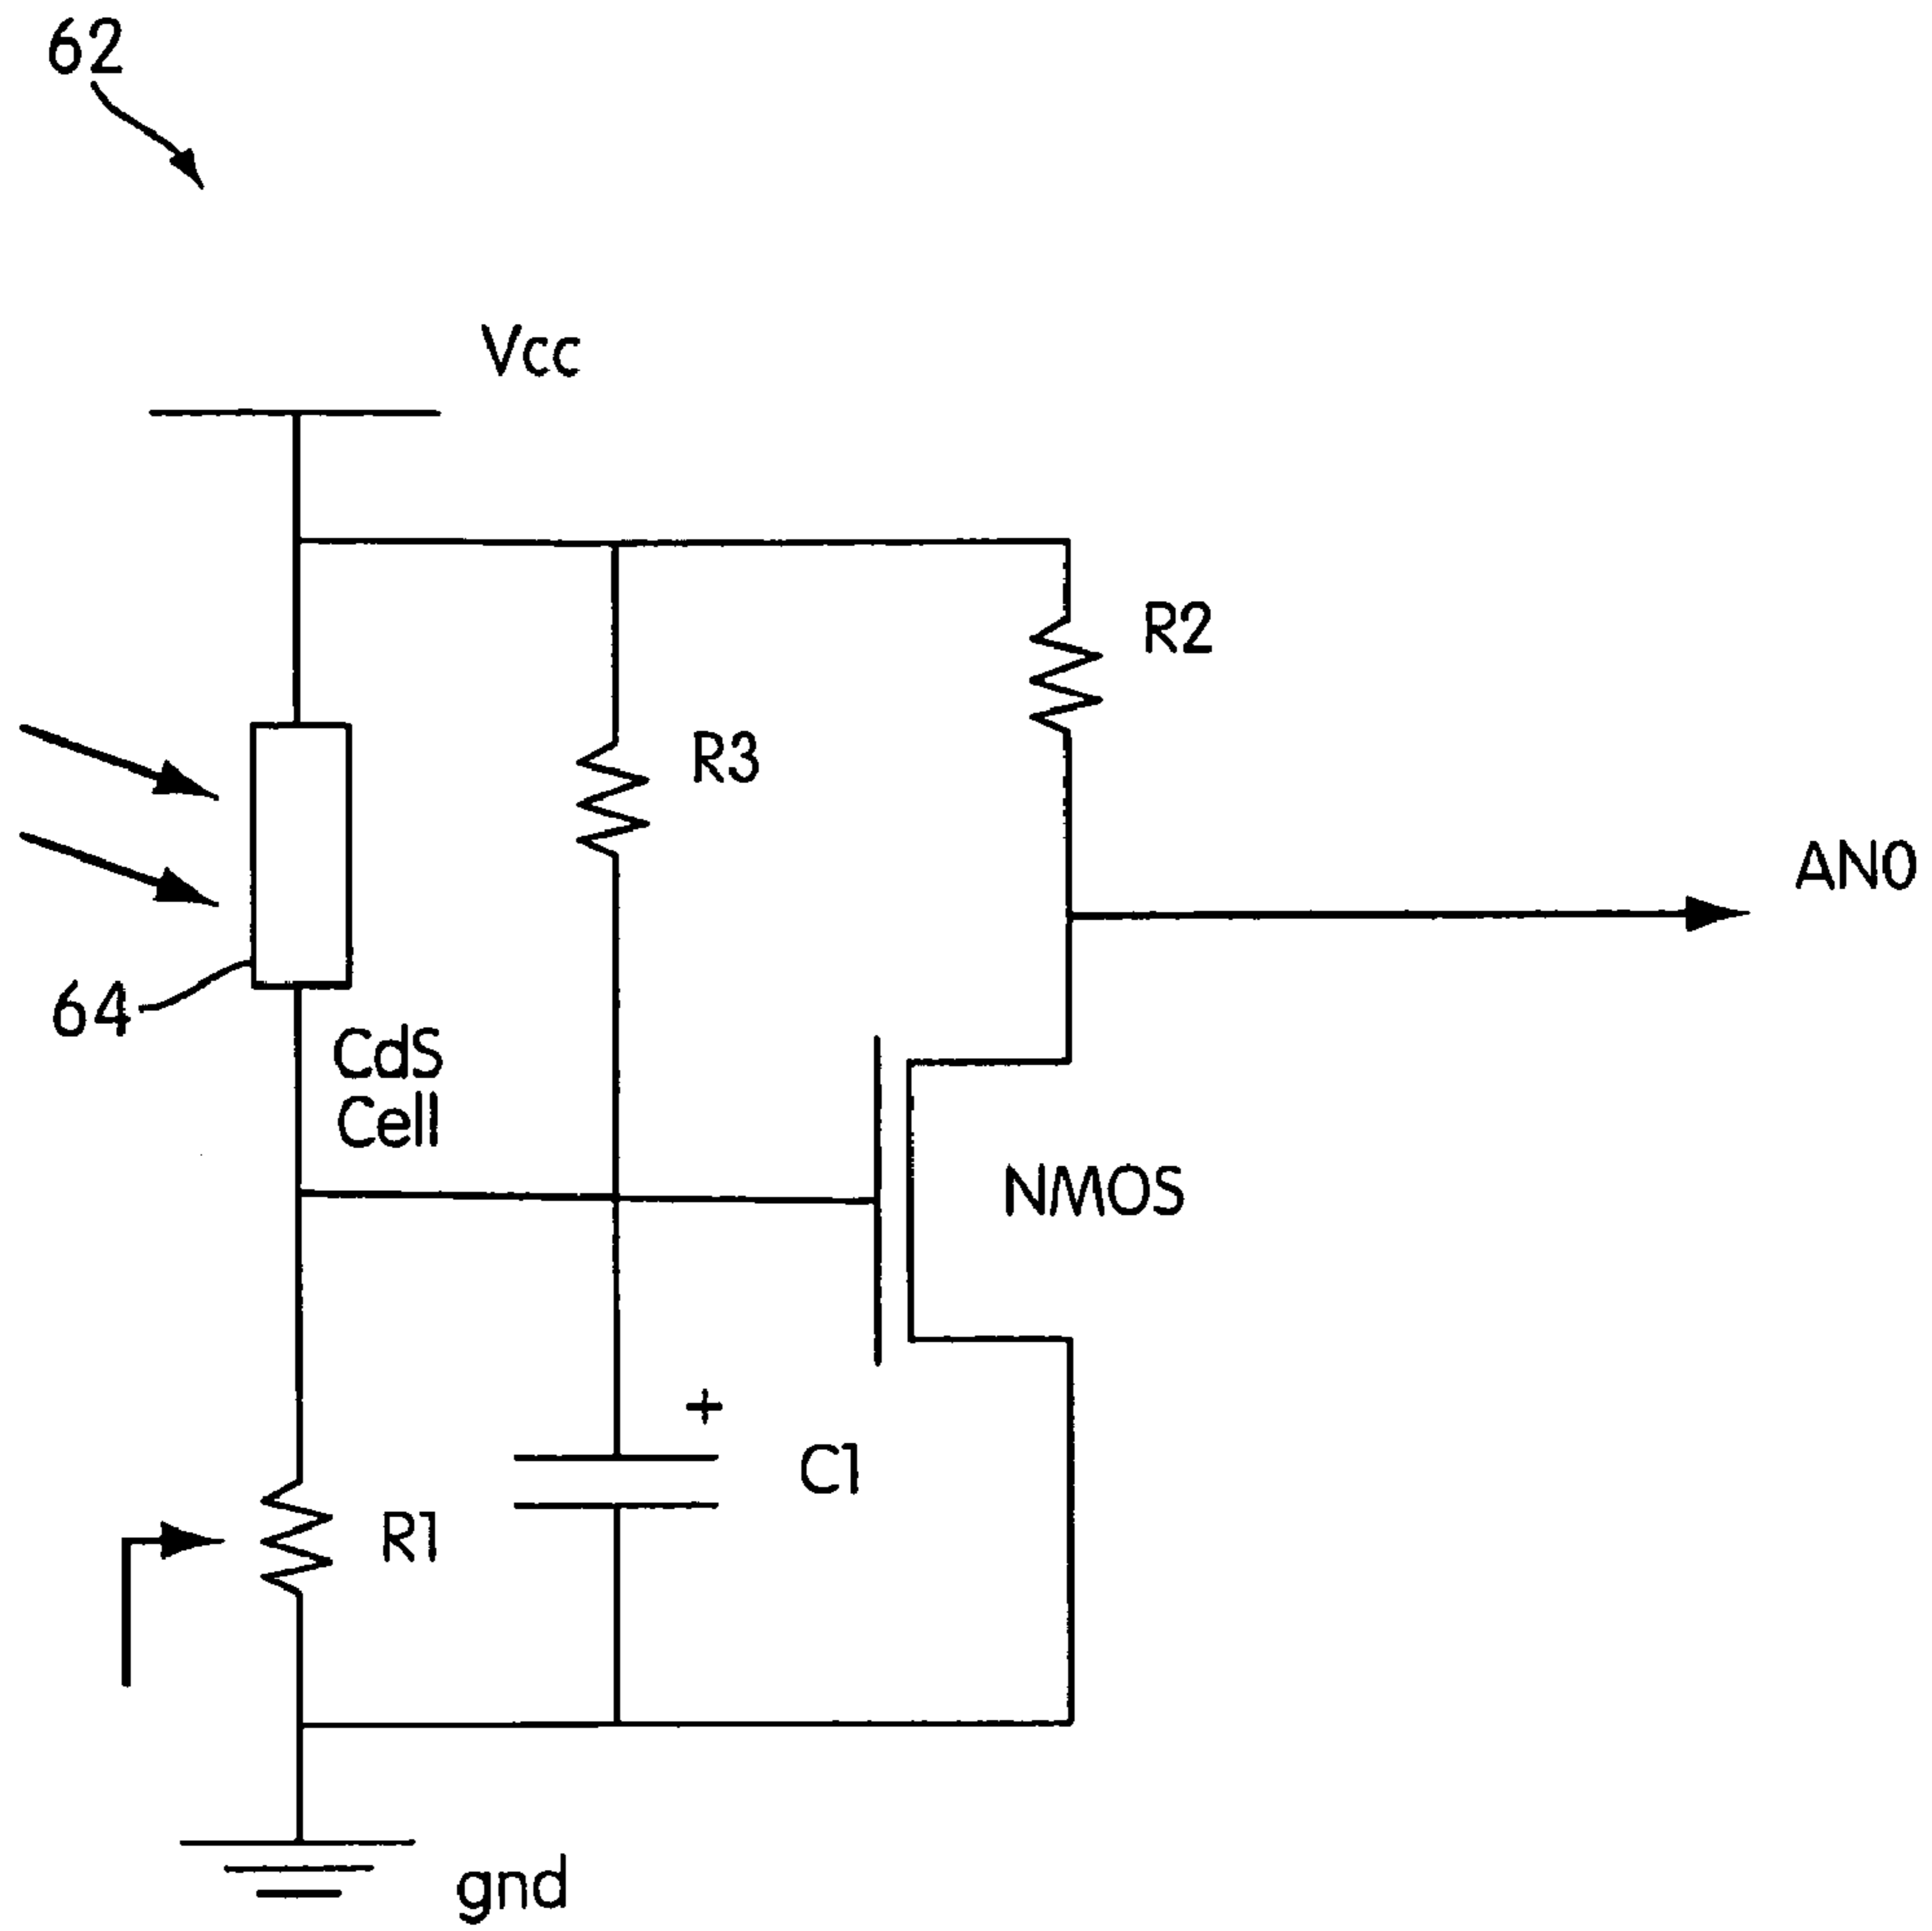 62
Vcc
R2
R3
AN0
64
CdS
Cell
NMOS
+
C1
R1
gnd